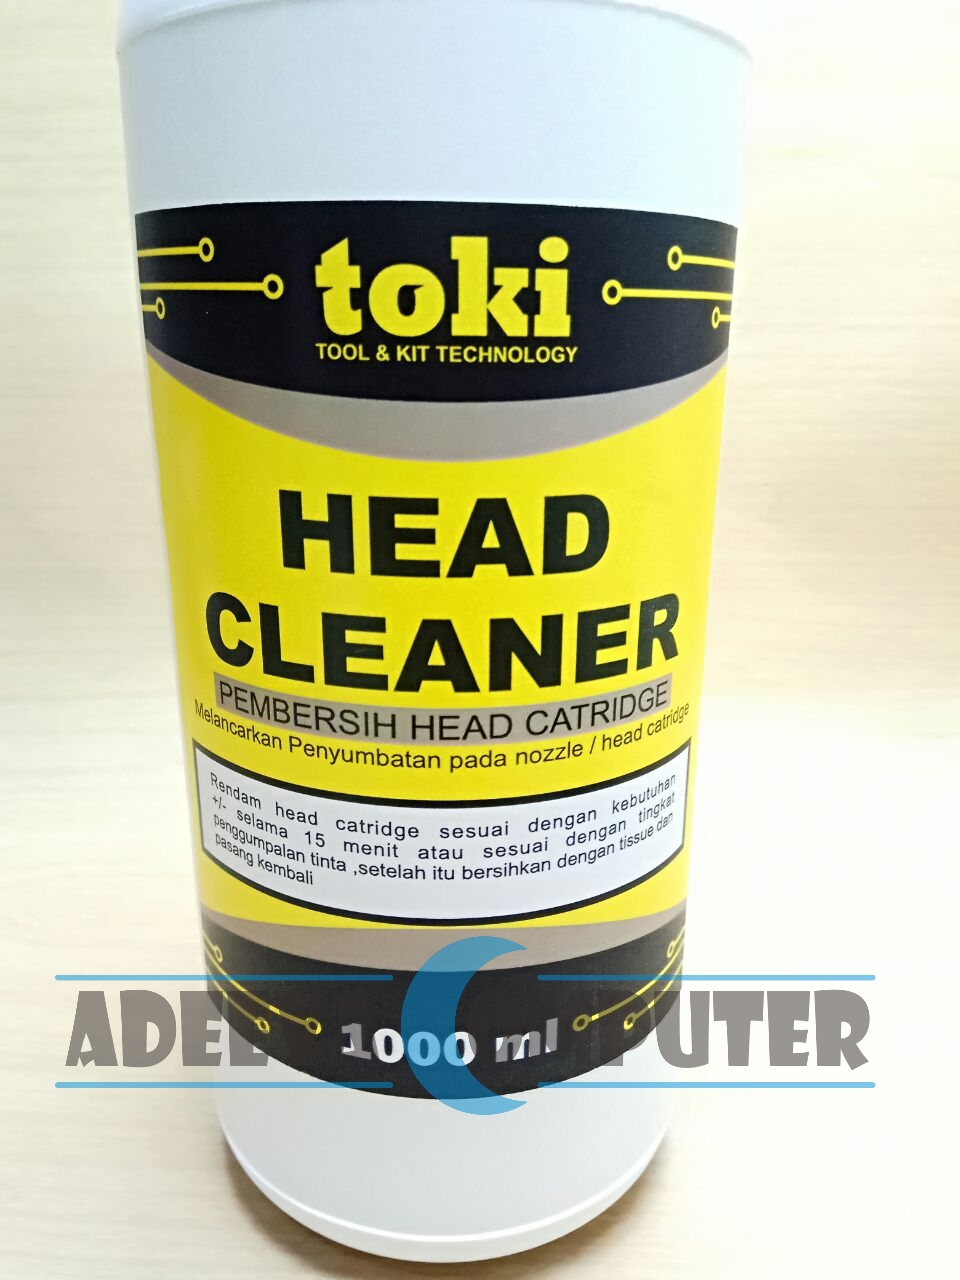 toki
TOOL & KIT TECHNOLOGY
HEAD
CLEANER
PEMBERSIH HEAD CATRIDGE
Melancarkan Penyumbatan pada nozzle / head catridge
Rendam head catridge sesuai dengan kebutuhan
+/- selama 15 menit atau sesuai dengan tingkat
penggumpalan tinta ,setelah itu bersihkan dengan tissue dan
pasang kembali
1000 ml